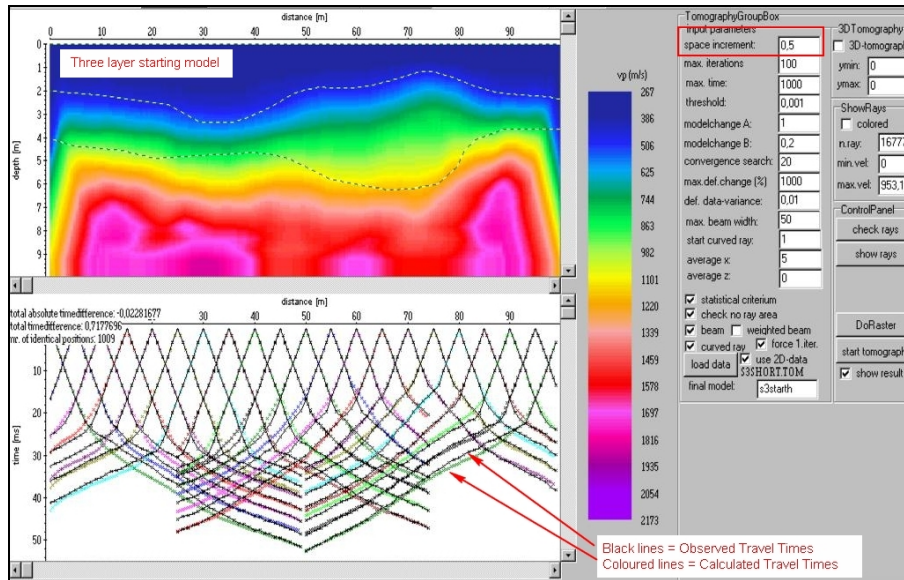 distance [m]
0 10 20 30 40 50 60 70 80 90
Three layer starting model
depth [m]
0
1
2
3
4
5
6
7
8
9
distance [m]
0 10 20 30 40 50 60 70 80 90
total absolute timedifference: -0,02281677
total timedifference: 0,7177696
nr. of identical positions: 1009
time [ms]
10
20
30
40
50
Black lines = Observed Travel Times
Coloured lines = Calculated Travel Times
vp (m/s)
267
386
506
625
744
863
982
1101
1220
1339
1459
1578
1697
1816
1935
2054
2173
TomographyGroupBox
Input parameters
space increment: 0,5
max. iterations 100
max. time: 1000
threshold: 0,001
modelchange A: 1
modelchange B: 0,2
convergence search: 20
max.def.change (%) 1000
def. data-variance: 0,01
max. beam width: 50
start curved ray: 1
average x: 5
average z: 0
statistical criterium
check no ray area
beam weighted beam
curved ray force 1.iter.
load data use 2D-data
S3SHORT.TOM
final model: s3starth
3DTomography
3D-tomograph
ymin: 0
ymax: 0
ShowRays
colored
n.ray: 16777
min.vel: 0
max.vel: 953,1
ControlPanel
check rays
show rays
DoRaster
start tomograph
show result